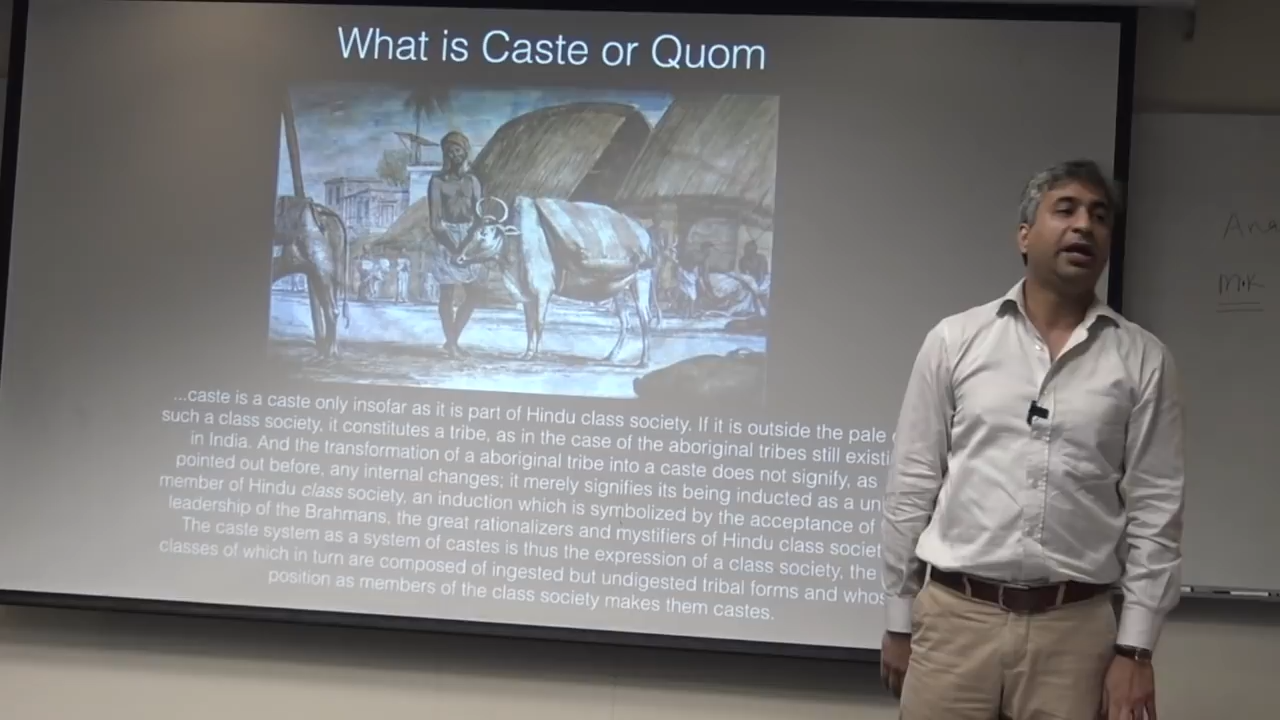 What is Caste or Quom
...caste is a caste only insofar as it is part of Hindu class society. If it is outside the pale
such a class society, it constitutes a tribe, as in the case of the aboriginal tribes still existi
in India. And the transformation of a aboriginal tribe into a caste does not signify, as
pointed out before, any internal changes; it merely signifies its being inducted as a un
member of Hindu class society, an induction which is symbolized by the acceptance of
leadership of the Brahmans, the great rationalizers and mystifiers of Hindu class societ
The caste system as a system of castes is thus the expression of a class society, the
classes of which in turn are composed of ingested but undigested tribal forms and whos
position as members of the class society makes them castes.
Ana
M.K